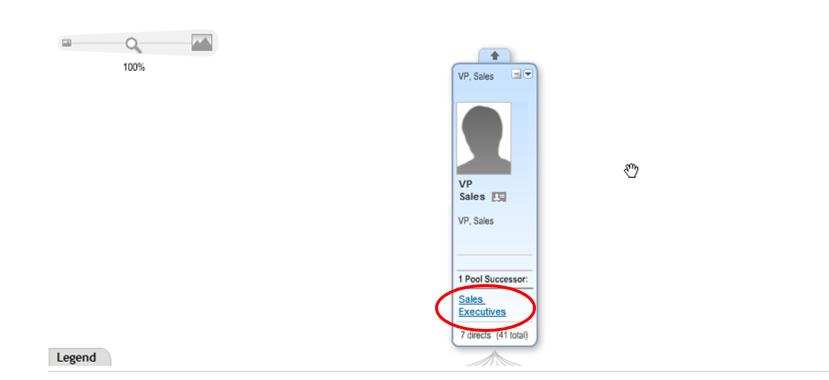 100%
VP, Sales
VP
Sales
VP, Sales
1 Pool Successor:
Sales
Executives
7 directs (41 total)
Legend